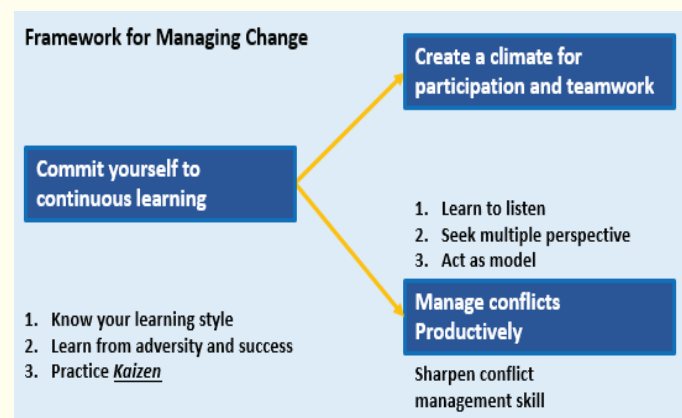 Framework for Managing Change
Create a climate for
participation and teamwork
Commit yourself to
continuous learning
1. Learn to listen
2. Seek multiple perspective
3. Act as model
1. Know your learning style
2. Learn from adversity and success
3. Practice Kaizen
Manage conflicts
Productively
Sharpen conflict
management skill